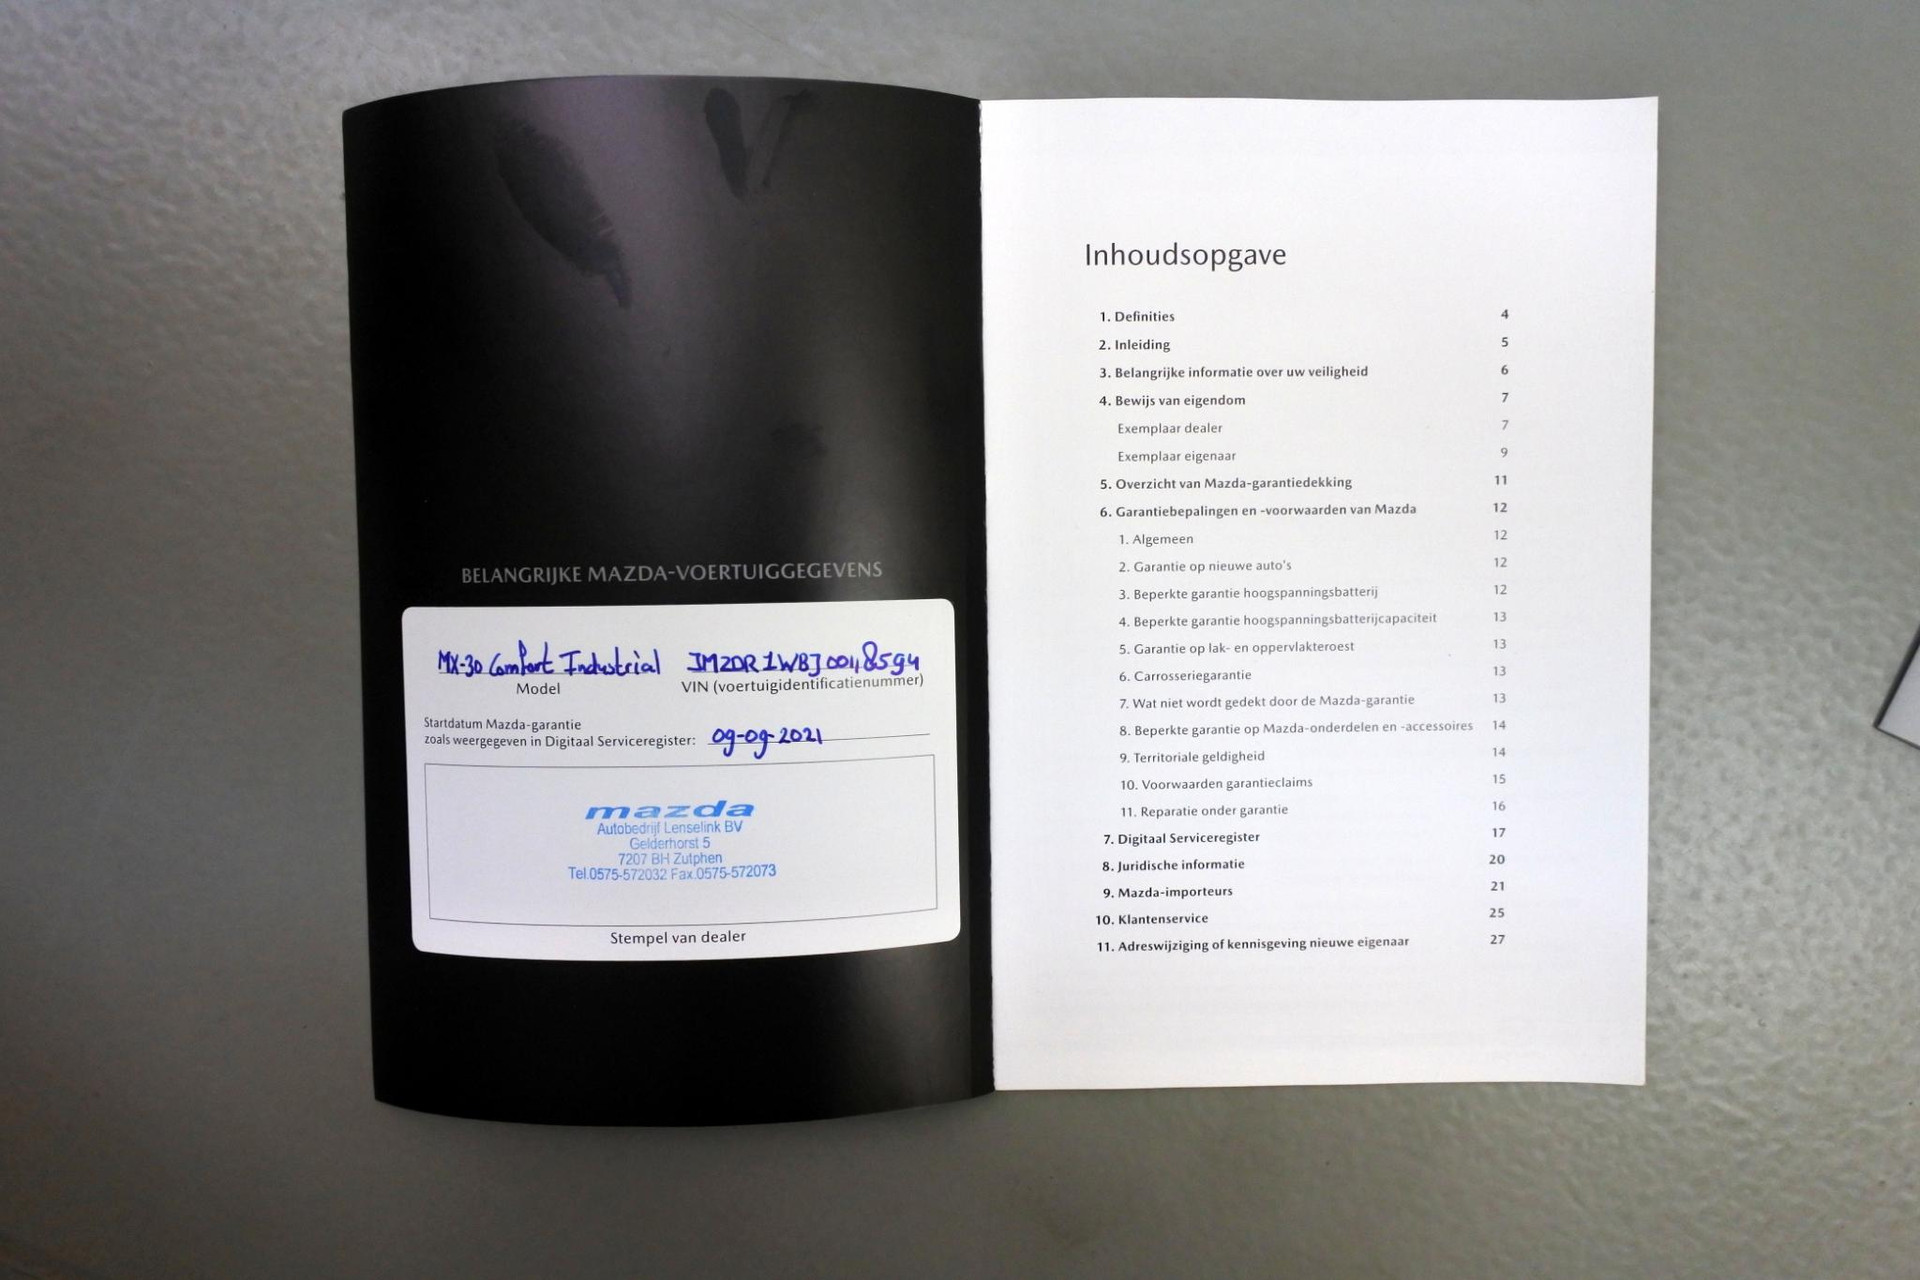 BELANGRIJKE MAZDA-VOERTUIGGEGEVENS
MX-30 Comfort Industrial JMZDR1WBJ00148594
Model VIN (voertuigidentificatienummer)
Startdatum Mazda-garantie
zoals weergegeven in Digitaal Serviceregister: 09-09-2021
mazda
Autobedrijf Lenselink BV
Gelderhorst 5
7207 BH Zutphen
Tel.0575-572032 Fax.0575-572073
Stempel van dealer
Inhoudsopgave
1. Definities 4
2. Inleiding 5
3. Belangrijke informatie over uw veiligheid 6
4. Bewijs van eigendom 7
Exemplaar dealer 7
Exemplaar eigenaar 9
5. Overzicht van Mazda-garantiedekking 11
6. Garantiebepalingen en -voorwaarden van Mazda 12
1. Algemeen 12
2. Garantie op nieuwe auto's 12
3. Beperkte garantie hoogspanningsbatterij 12
4. Beperkte garantie hoogspanningsbatterijcapaciteit 13
5. Garantie op lak- en oppervlakteroest 13
6. Carrosseriegarantie 13
7. Wat niet wordt gedekt door de Mazda-garantie 13
8. Beperkte garantie op Mazda-onderdelen en -accessoires 14
9. Territoriale geldigheid 14
10. Voorwaarden garantieclaims 15
11. Reparatie onder garantie 16
7. Digitaal Serviceregister 17
8. Juridische informatie 20
9. Mazda-importeurs 21
10. Klantenservice 25
11. Adreswijziging of kennisgeving nieuwe eigenaar 27